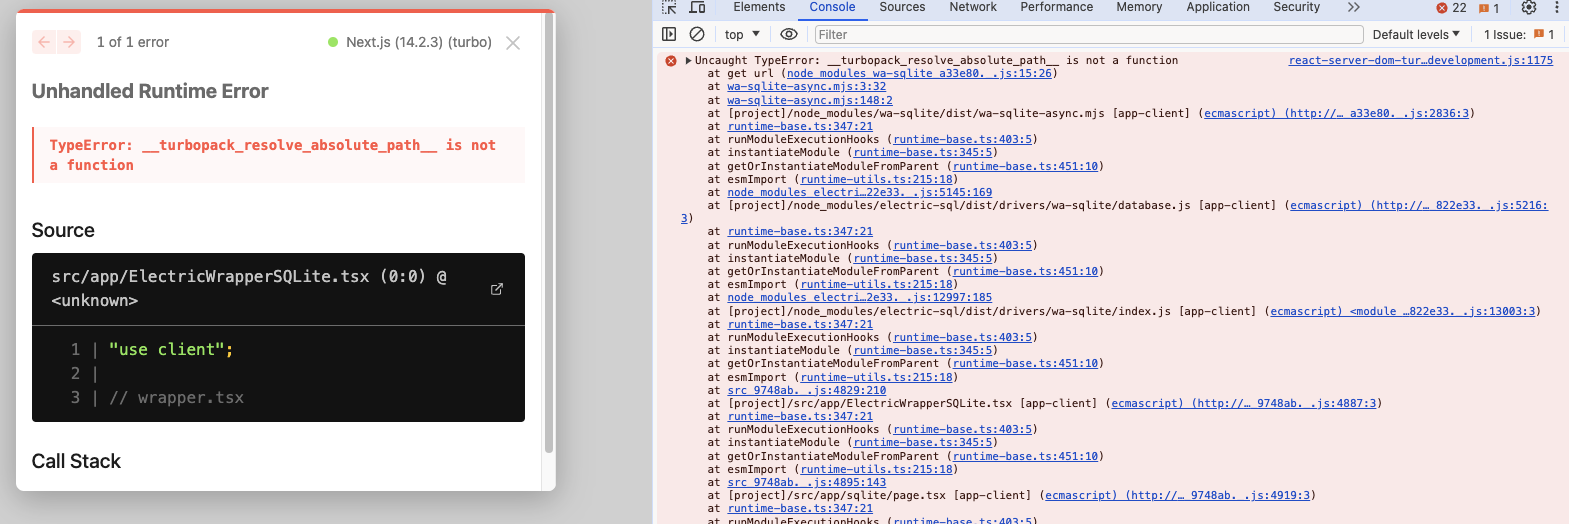 1 of 1 error
Next.js (14.2.3) (turbo)
Unhandled Runtime Error
TypeError: __turbopack_resolve_absolute_path__ is not
a function
Source
src/app/ElectricWrapperSQLite.tsx (0:0) @
<unknown>
1 | "use client";
2 |
3 | // wrapper.tsx
Call Stack
Elements Console Sources Network Performance Memory Application Security 22 1
top Filter Default levels 1 Issue: 1
Uncaught TypeError: __turbopack_resolve_absolute_path__ is not a function react-server-dom-tur…development.js:1175
at get url (node_modules_wa-sqlite_a33e80._.js:15:26)
at wa-sqlite-async.mjs:3:32
at wa-sqlite-async.mjs:148:2
at [project]/node_modules/wa-sqlite/dist/wa-sqlite-async.mjs [app-client] (ecmascript) (http://… a33e80._.js:2836:3)
at runtime-base.ts:347:21
at runModuleExecutionHooks (runtime-base.ts:403:5)
at instantiateModule (runtime-base.ts:345:5)
at getOrInstantiateModuleFromParent (runtime-base.ts:451:10)
at esmImport (runtime-utils.ts:215:18)
at node_modules_electri…22e33._.js:5145:169
at [project]/node_modules/electric-sql/dist/drivers/wa-sqlite/database.js [app-client] (ecmascript) (http://… 822e33._.js:5216:
3)
at runtime-base.ts:347:21
at runModuleExecutionHooks (runtime-base.ts:403:5)
at instantiateModule (runtime-base.ts:345:5)
at getOrInstantiateModuleFromParent (runtime-base.ts:451:10)
at esmImport (runtime-utils.ts:215:18)
at node_modules_electri…2e33._.js:12997:185
at [project]/node_modules/electric-sql/dist/drivers/wa-sqlite/index.js [app-client] (ecmascript) <module …822e33._.js:13003:3)
at runtime-base.ts:347:21
at runModuleExecutionHooks (runtime-base.ts:403:5)
at instantiateModule (runtime-base.ts:345:5)
at getOrInstantiateModuleFromParent (runtime-base.ts:451:10)
at esmImport (runtime-utils.ts:215:18)
at src_9748ab._.js:4829:210
at [project]/src/app/ElectricWrapperSQLite.tsx [app-client] (ecmascript) (http://… 9748ab._.js:4887:3)
at runtime-base.ts:347:21
at runModuleExecutionHooks (runtime-base.ts:403:5)
at instantiateModule (runtime-base.ts:345:5)
at getOrInstantiateModuleFromParent (runtime-base.ts:451:10)
at esmImport (runtime-utils.ts:215:18)
at src_9748ab._.js:4895:143
at [project]/src/app/sqlite/page.tsx [app-client] (ecmascript) (http://… 9748ab._.js:4919:3)
at runtime-base.ts:347:21
at runModuleExecutionHooks (runtime-base.ts:403:5)